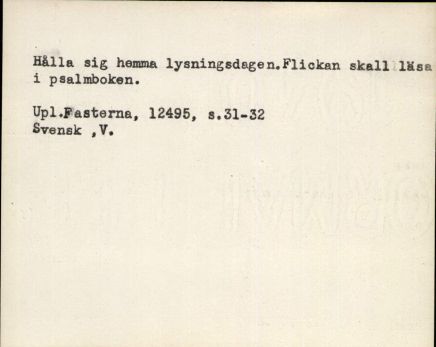 Hålla sig hemma lysningsdagen.Flickan skall läsa
i psalmboken.
Upl.Fasterna, 12495, s.31-32
Svensk ,V.